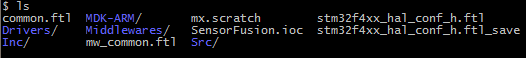 $ ls
common.ftl MDK-ARM/ mx.scratch stm32f4xx_hal_conf_h.ftl
Drivers/ Middlewares/ SensorFusion.ioc stm32f4xx_hal_conf_h.ftl_save
Inc/ mw_common.ftl Src/